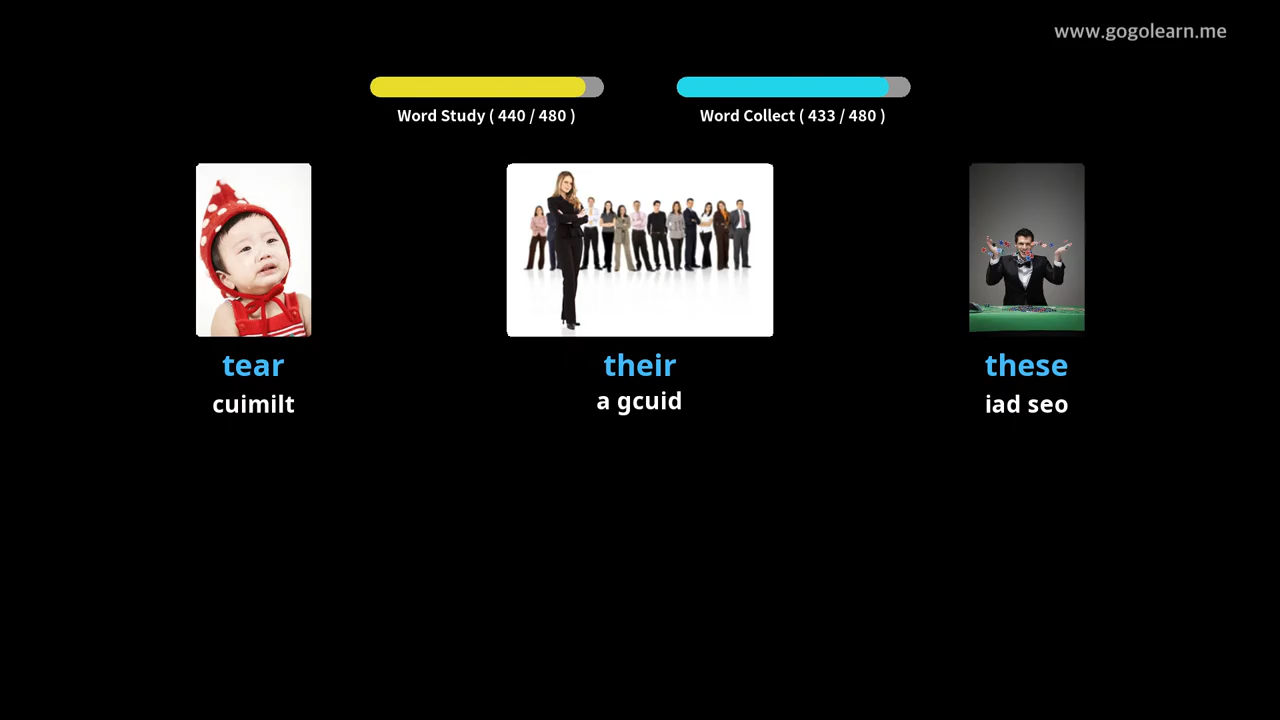 www.gogolearn.me
Word Study ( 440 / 480 )
Word Collect ( 433 / 480 )
tear
cuimilt
their
a gcuid
these
iad seo